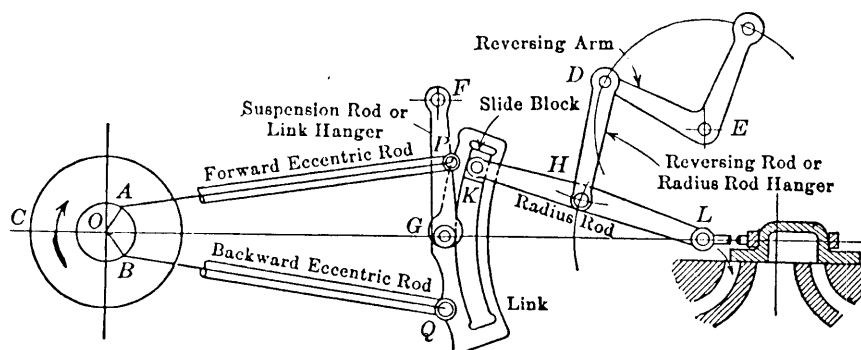 Reversing Arm
D
F
Suspension Rod or
Link Hanger
Slide Block
E
P
Forward Eccentric Rod
H
Reversing Rod or
Radius Rod Hanger
A
K
C
O
G
Radius Rod
L
B
Backward Eccentric Rod
Link
Q